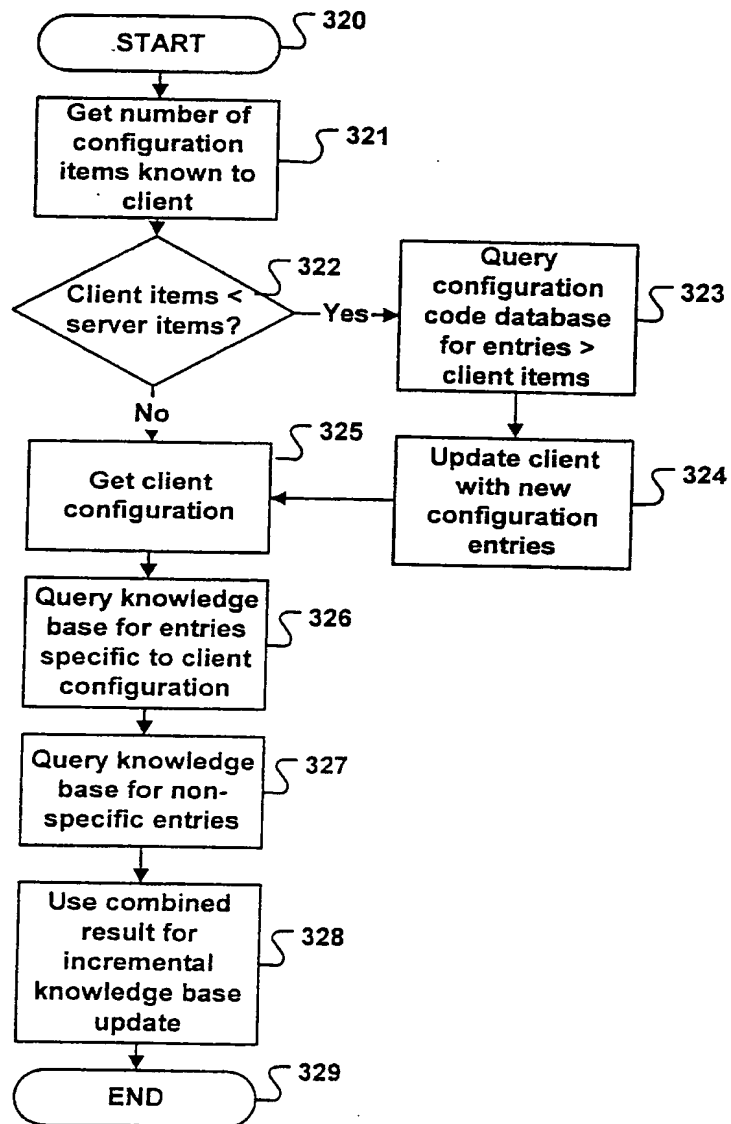 START
320
Get number of
configuration
items known to
client
321
Client items <
server items?
322
Yes
Query
configuration
code database
for entries >
client items
323
No
Update client
with new
configuration
entries
324
Get client
configuration
325
Query knowledge
base for entries
specific to client
configuration
326
Query knowledge
base for non-
specific entries
327
Use combined
result for
incremental
knowledge base
update
328
END
329